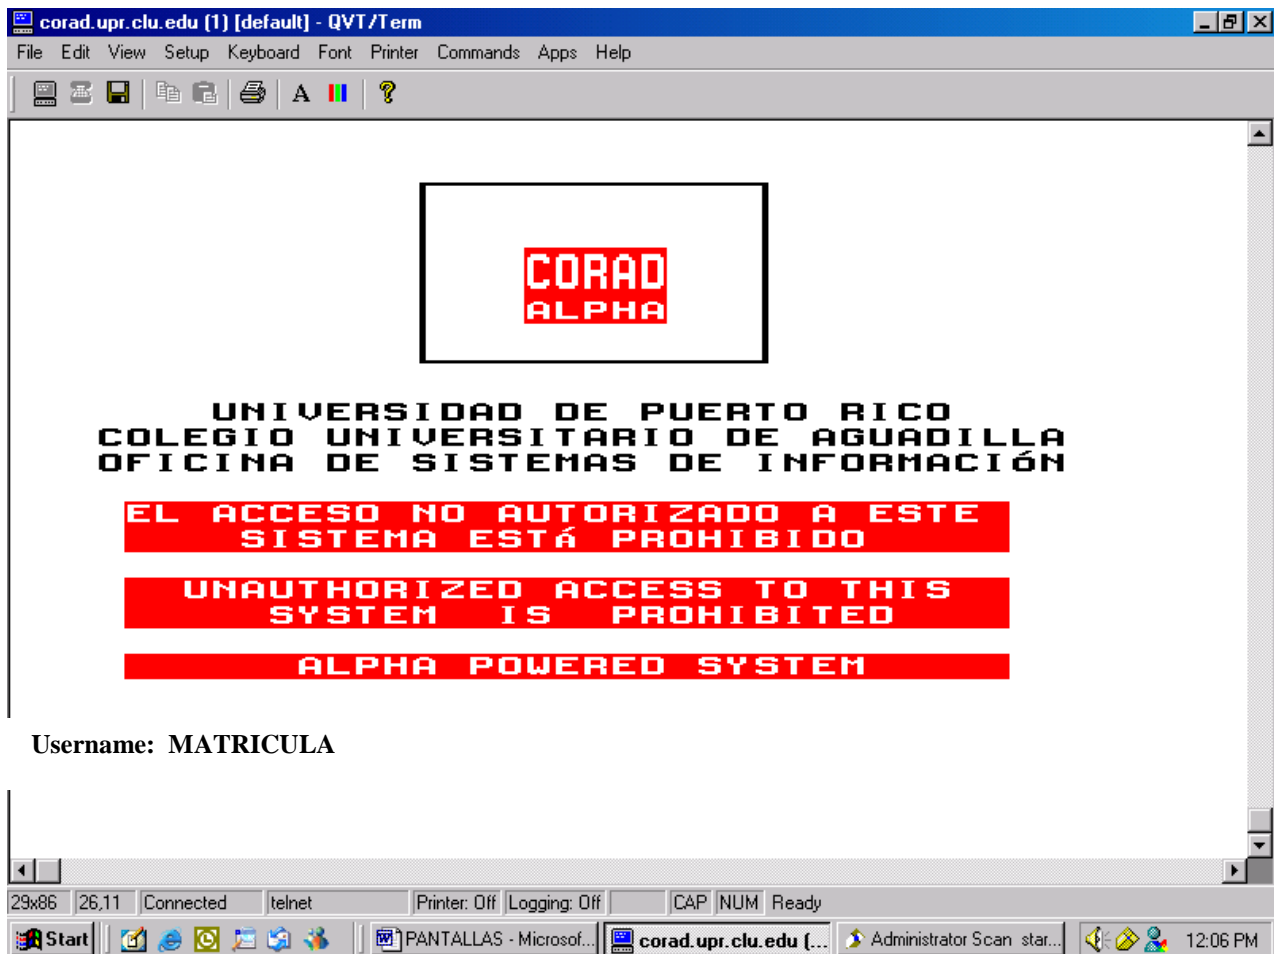 corad.upr.clu.edu (1) [default] - QVT/Term
File Edit View Setup Keyboard Font Printer Commands Apps Help
A
CORAD
ALPHA
UNIVERSIDAD DE PUERTO RICO
COLEGIO UNIVERSITARIO DE AGUADILLA
OFICINA DE SISTEMAS DE INFORMACIóN
EL ACCESO NO AUTORIZADO A ESTE
SISTEMA ESTÁ PROHIBIDO
UNAUTHORIZED ACCESS TO THIS
SYSTEM IS PROHIBITED
ALPHA POWERED SYSTEM
Username: MATRICULA
29x86 26,11 Connected telnet Printer: Off Logging: Off CAP NUM Ready
Start PANTALLAS - Microsof... corad.upr.clu.edu (... Administrator Scan star... 12:06 PM